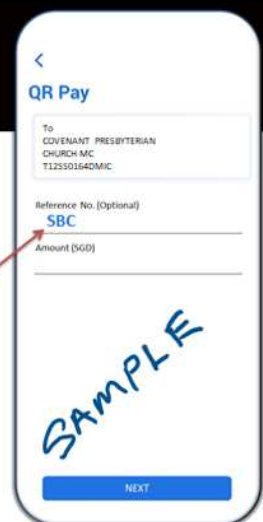 QR Pay
To
COVENANT PRESBYTERIAN
CHURCH-MC
T12SS0164DMIC
Reference No. (Optional)
SBC
Amount (SGD)
SAMPLE
NEXT